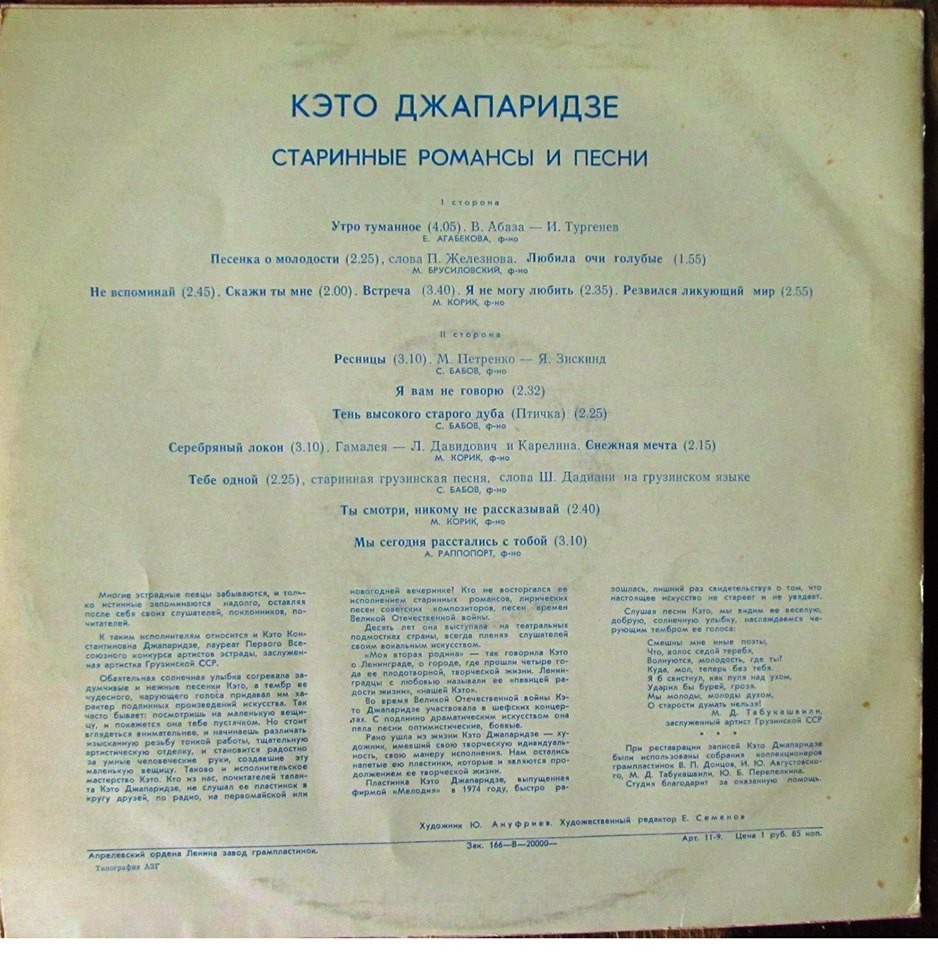 КЭТО ДЖАПАРИДЗЕ
СТАРИННЫЕ РОМАНСЫ И ПЕСНИ
I сторона
Утро туманное (4.05). В. Абаза — И. Тургенев
Е. АГАБЕКОВА, ф-но
Песенка о молодости (2.25), слова П. Железнова. Любила очи голубые (1.55)
М. БРУСИЛОВСКИЙ, ф-но
Не вспоминай (2.45). Скажи ты мне (2.00). Встреча (3.40). Я не могу любить (2.35). Резвился ликующий мир (2.55)
М. КОРИК, ф-но
II сторона
Ресницы (3.10). М. Петренко — Я. Зискинд
С. БАБОВ, ф-но
Я вам не говорю (2.32)
Тень высокого старого дуба (Птичка) (2.25)
С. БАБОВ, ф-но
Серебряный локон (3.10). Гамалея — Л. Давидович и Карелина. Снежная мечта (2.15)
М. КОРИК, ф-но
Тебе одной (2.25), старинная грузинская песня, слова Ш. Дадиани на грузинском языке
С. БАБОВ, ф-но
Ты смотри, никому не рассказывай (2.40)
М. КОРИК, ф-но
Мы сегодня расстались с тобой (3.10)
А. РАППОПОРТ, ф-но
Многие эстрадные певцы забываются, и толь-
ко истинные запоминаются надолго, оставляя
после себя своих слушателей, поклонников, по-
читателей.
К таким исполнителям относится и Кэто Кон-
стантиновна Джапаридзе, лауреат Первого Все-
союзного конкурса артистов эстрады, заслужен-
ная артистка Грузинской ССР.
Обаятельная солнечная улыбка согревала за-
думчивые и нежные песенки Кэто, а тембр ее
чудесного, чарующего голоса придавал им ха-
рактер подлинных произведений искусства. Так
часто бывает: посмотришь на маленькую вещи-
цу, и покажется она тебе пустячком. Но стоит
вглядеться внимательнее, и начинаешь различать
изысканную резьбу тонкой работы, тщательную
артистическую отделку, и становится радостно
за умные человеческие руки, создавшие эту
маленькую вещицу. Таково и исполнительское
мастерство Кэто. Кто из нас, почитателей талан-
та Кэто Джапаридзе, не слушал ее пластинок в
кругу друзей, по радио, на первомайской или
новогодней вечеринке! Кто не восторгался ее
исполнением старинных романсов, лирических
песен советских композиторов, песен времен
Великой Отечественной войны.
Десять лет она выступала на театральных
подмостках страны, всегда пленяя слушателей
своим вокальным искусством.
«Моя вторая родина» — так говорила Кэто
о Ленинграде, о городе, где прошли четыре го-
да ее плодотворной, творческой жизни. Ленин-
градцы с любовью называли ее «певицей ра-
дости жизни», «нашей Кэто».
Во время Великой Отечественной войны Кэ-
то Джапаридзе участвовала в шефских концер-
тах. С подлинно драматическим искусством она
пела песни оптимистические, боевые.
Рано ушла из жизни Кэто Джапаридзе — ху-
дожник, имевший свою творческую индивидуаль-
ность, свою манеру исполнения. Нам остались
напетые ею пластинки, которые и являются про-
должением ее творческой жизни.
Пластинка Кэто Джапаридзе, выпущенная
фирмой «Мелодия» в 1974 году, быстро ра-
зошлась, лишний раз свидетельствуя о том, что
настоящее искусство не стареет и не увядает.
Слушая песни Кэто, мы видим ее веселую,
добрую, солнечную улыбку, наслаждаемся ча-
рующим тембром ее голоса:
Смешны мне иные поэты,
Что, волос седой теребя,
Волнуются, молодость, где ты?
Куда, мол, теперь без тебя.
Я б свистнул, как пуля над ухом,
Ударил бы бурей, грозя.
Мы молоды, молоды духом,
О старости думать нельзя!
М. Д. Табукашвили,
заслуженный артист Грузинской ССР
* * *
При реставрации записей Кэто Джапаридзе
были использованы собрания коллекционеров
грампластинок В. П. Донцова, И. Ю. Августовско-
го, М. Д. Табукашвили, Ю. Б. Перепелкина.
Студия благодарит за оказанную помощь.
Художник Ю. Ануфриев. Художественный редактор Е. Семенов
Апрелевский ордена Ленина завод грампластинок. Зак. 166—В—20000— Арт. 11-9. Цена 1 руб. 85 коп.
Типография АЗГ